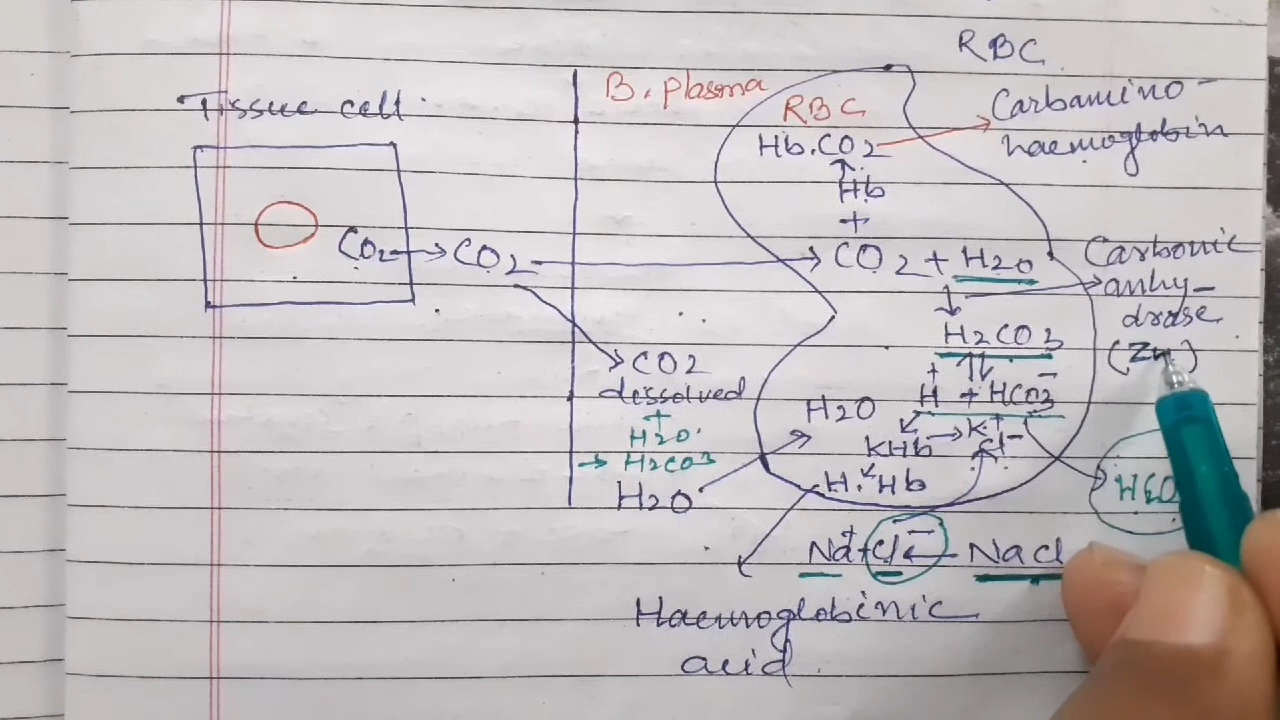 RBC
B. plasma
Tissue cell
RBC
Carbamino-
haemoglobin
Hb.CO2
Hb
+
CO2 → CO2 → CO2 + H2O
Carbonic
anhy-
drase
(Zn)
H2CO3
CO2
dissolved
+
H2O
→ H2CO3
H2O
H2O
H+ + HCO3-
KHb → K+
Cl-
H.Hb
Na+ + Cl- ← NaCl
Haemoglobinic
acid.